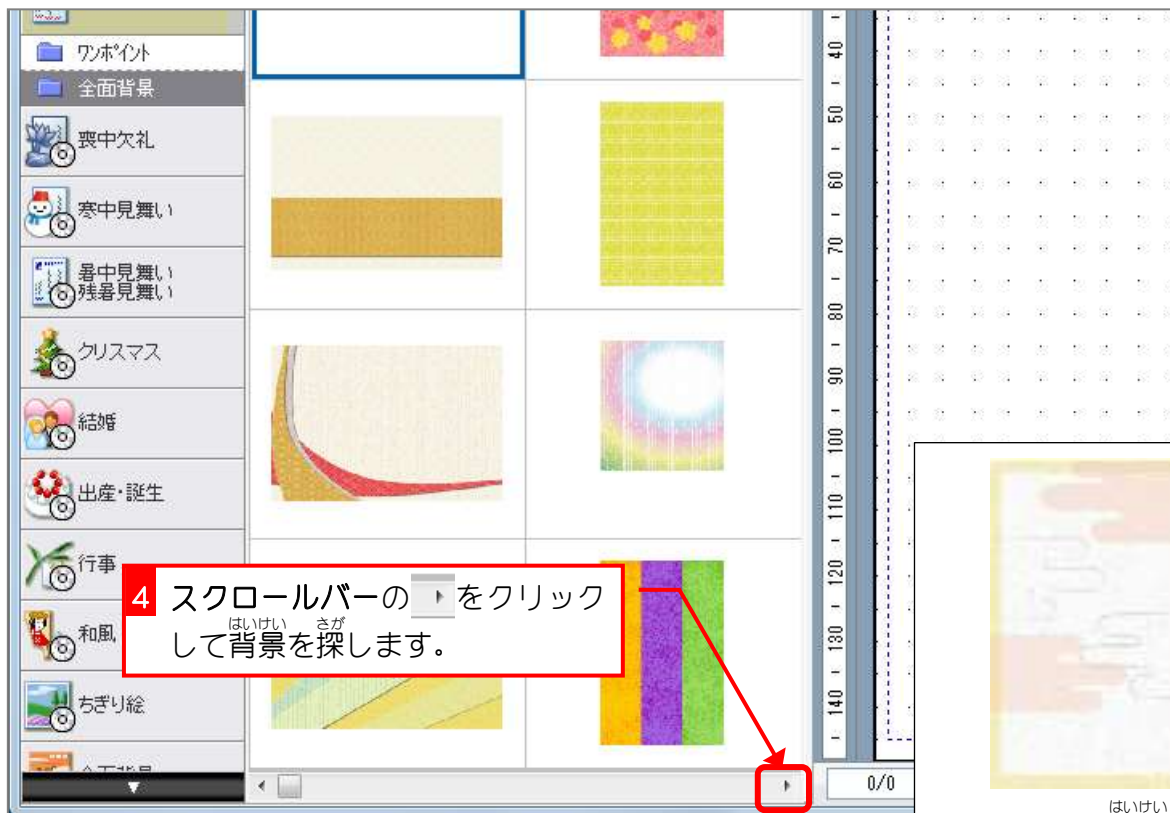 ワンポイント
全面背景
喪中欠礼
寒中見舞い
暑中見舞い
残暑見舞い
クリスマス
結婚
出産・誕生
行事
和風
ちぎり絵
4 スクロールバーの をクリック
はいけい さが
して背景を探します。
40
50
60
70
80
90
100
110
120
130
140
0/0
はいけい